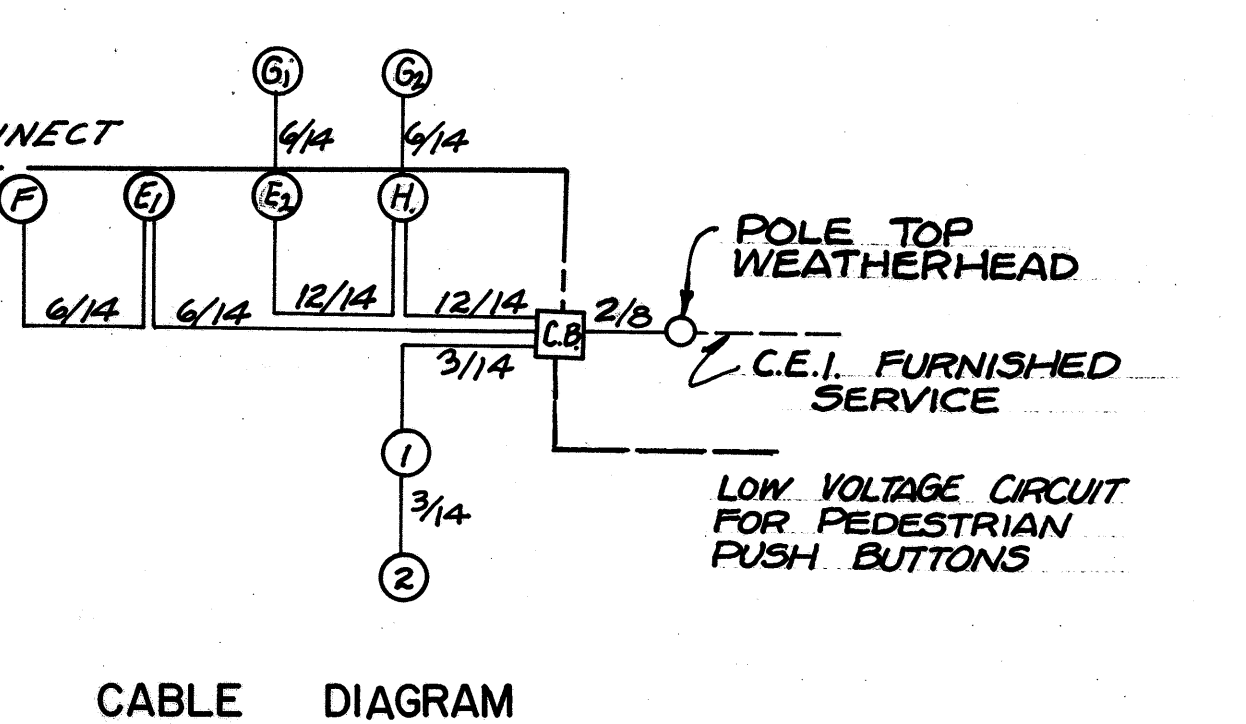 G1 G2
6/14 6/14
NNECT
F E1 E2 H.
POLE TOP
WEATHERHEAD
6/14 6/14 12/14 12/14 C.B. 2/8
3/14
C.E.I. FURNISHED
SERVICE
1
LOW VOLTAGE CIRCUIT
FOR PEDESTRIAN
PUSH BUTTONS
3/14
2
CABLE DIAGRAM